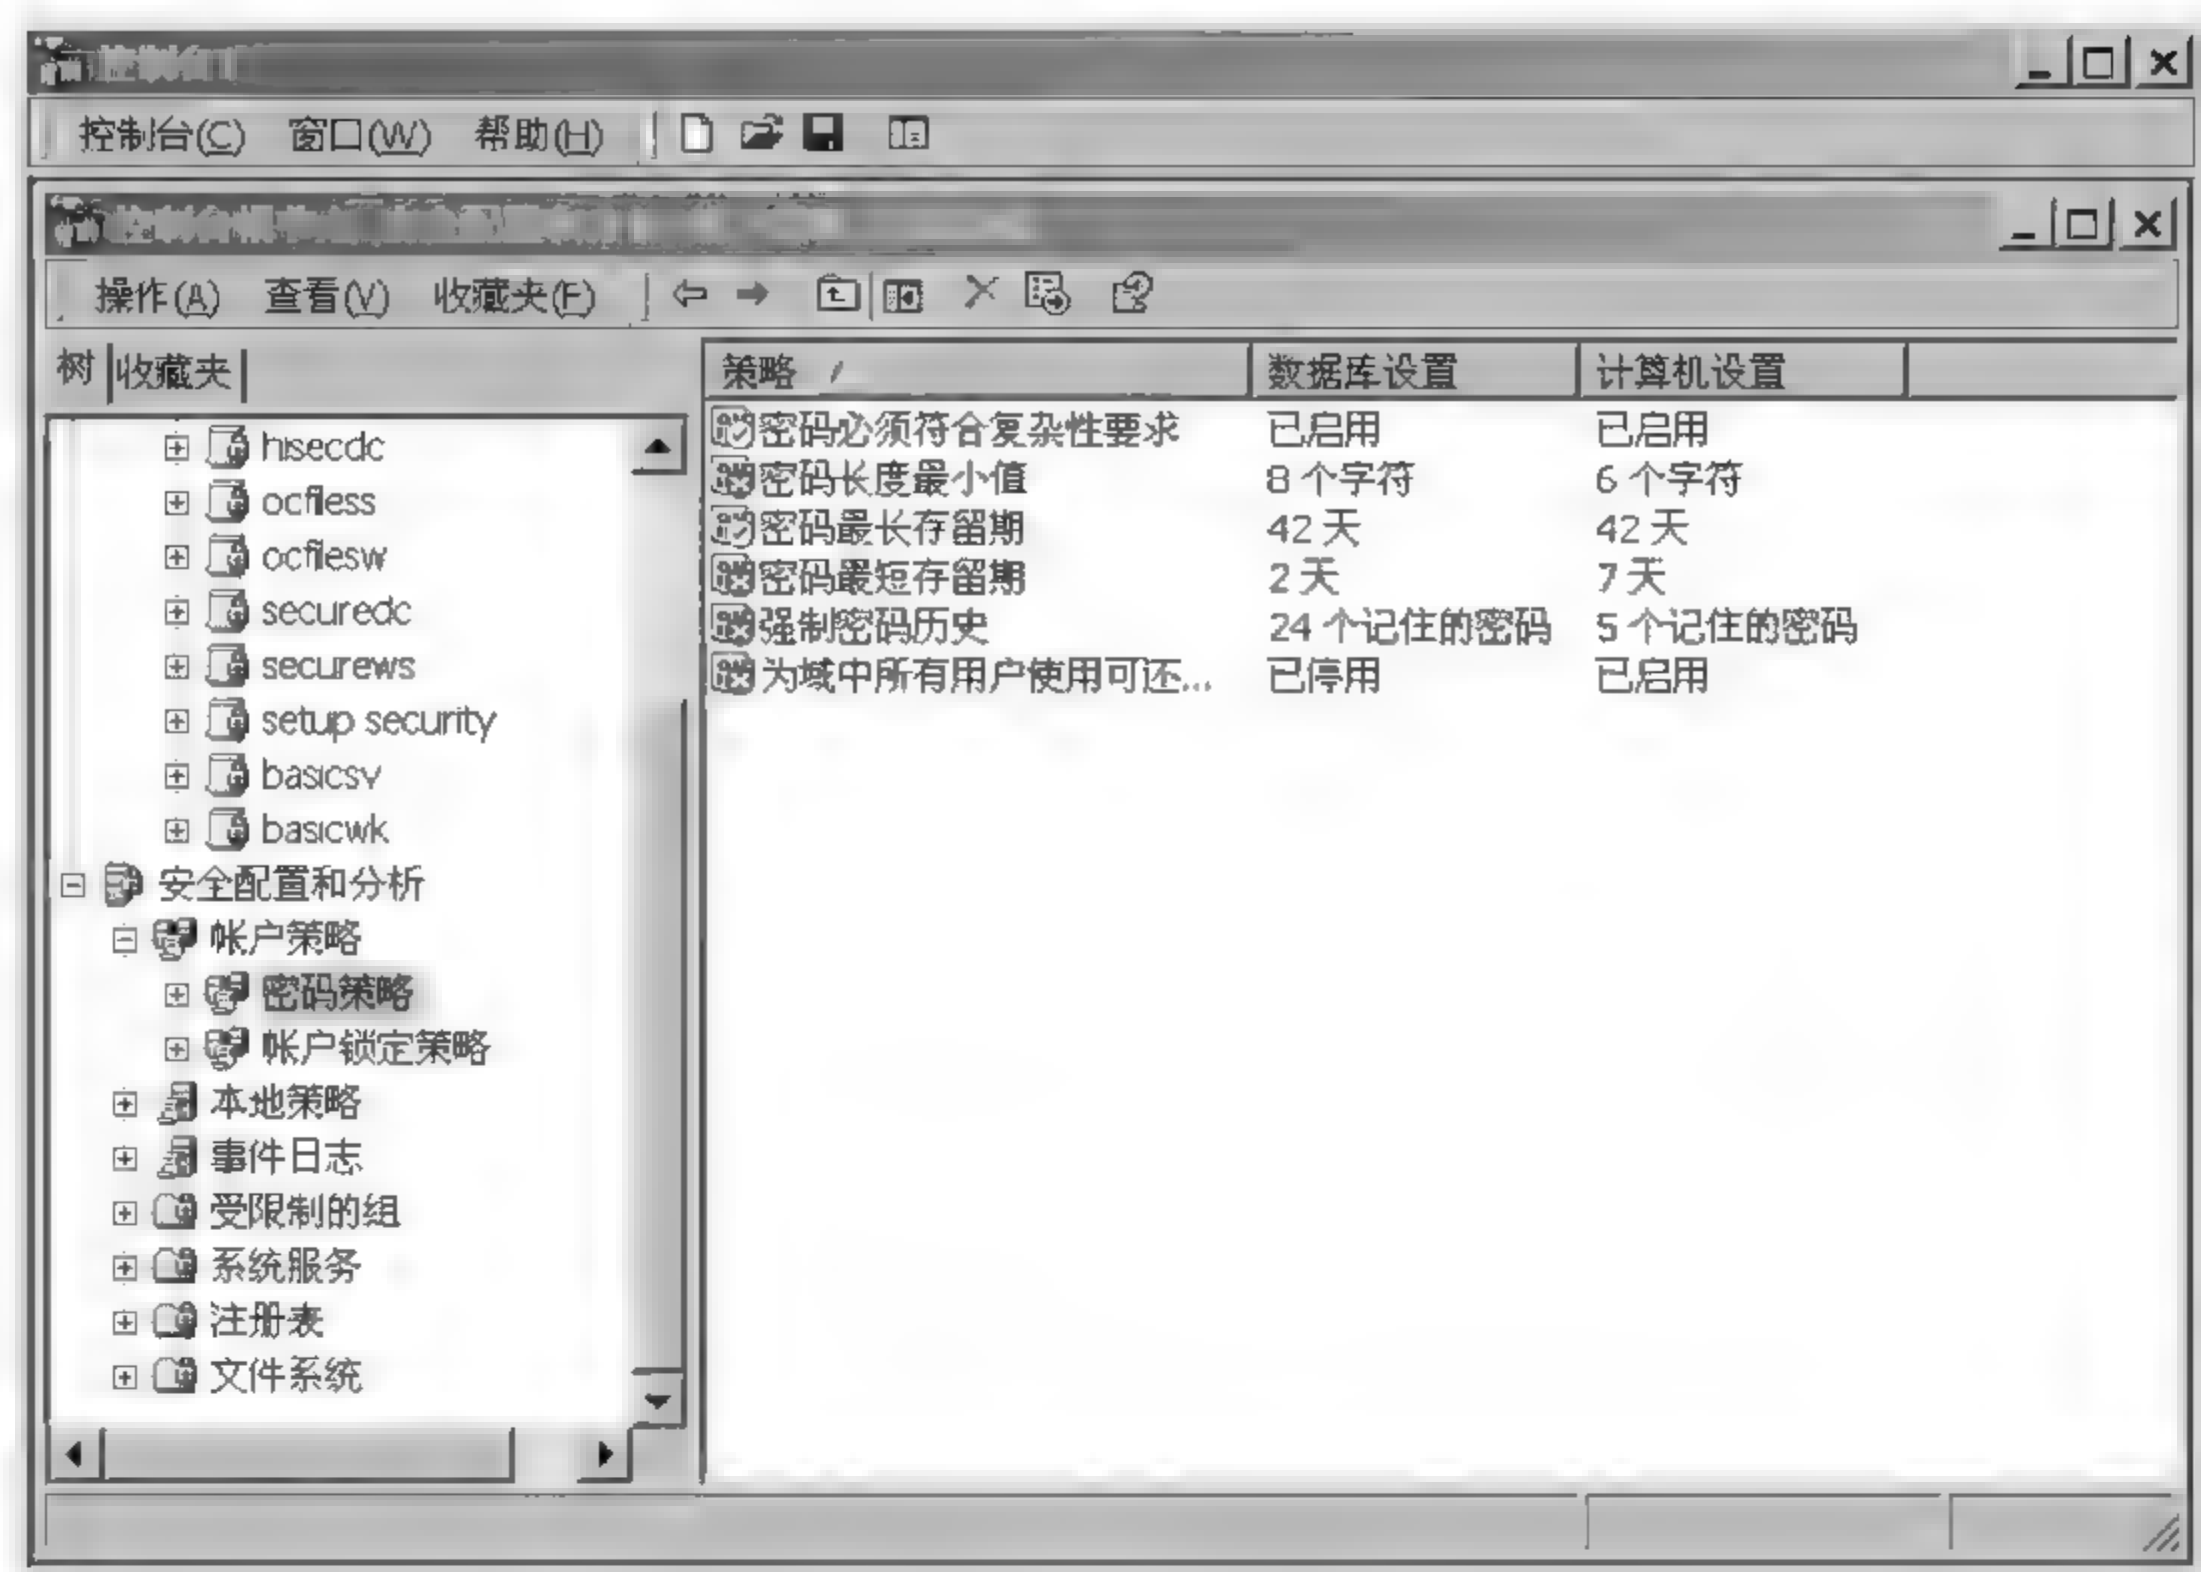 控制台(C) 窗口(W) 帮助(H)
操作(A) 查看(V) 收藏夹(F)
树 收藏夹
hisecdc
ocfiless
ocfilesw
securedc
securews
setup security
basicsv
basicwk
安全配置和分析
帐户策略
密码策略
帐户锁定策略
本地策略
事件日志
受限制的组
系统服务
注册表
文件系统
策略 数据库设置 计算机设置
密码必须符合复杂性要求 已启用 已启用
密码长度最小值 8 个字符 6 个字符
密码最长存留期 42 天 42 天
密码最短存留期 2 天 7 天
强制密码历史 24 个记住的密码 5 个记住的密码
为域中所有用户使用可还... 已停用 已启用